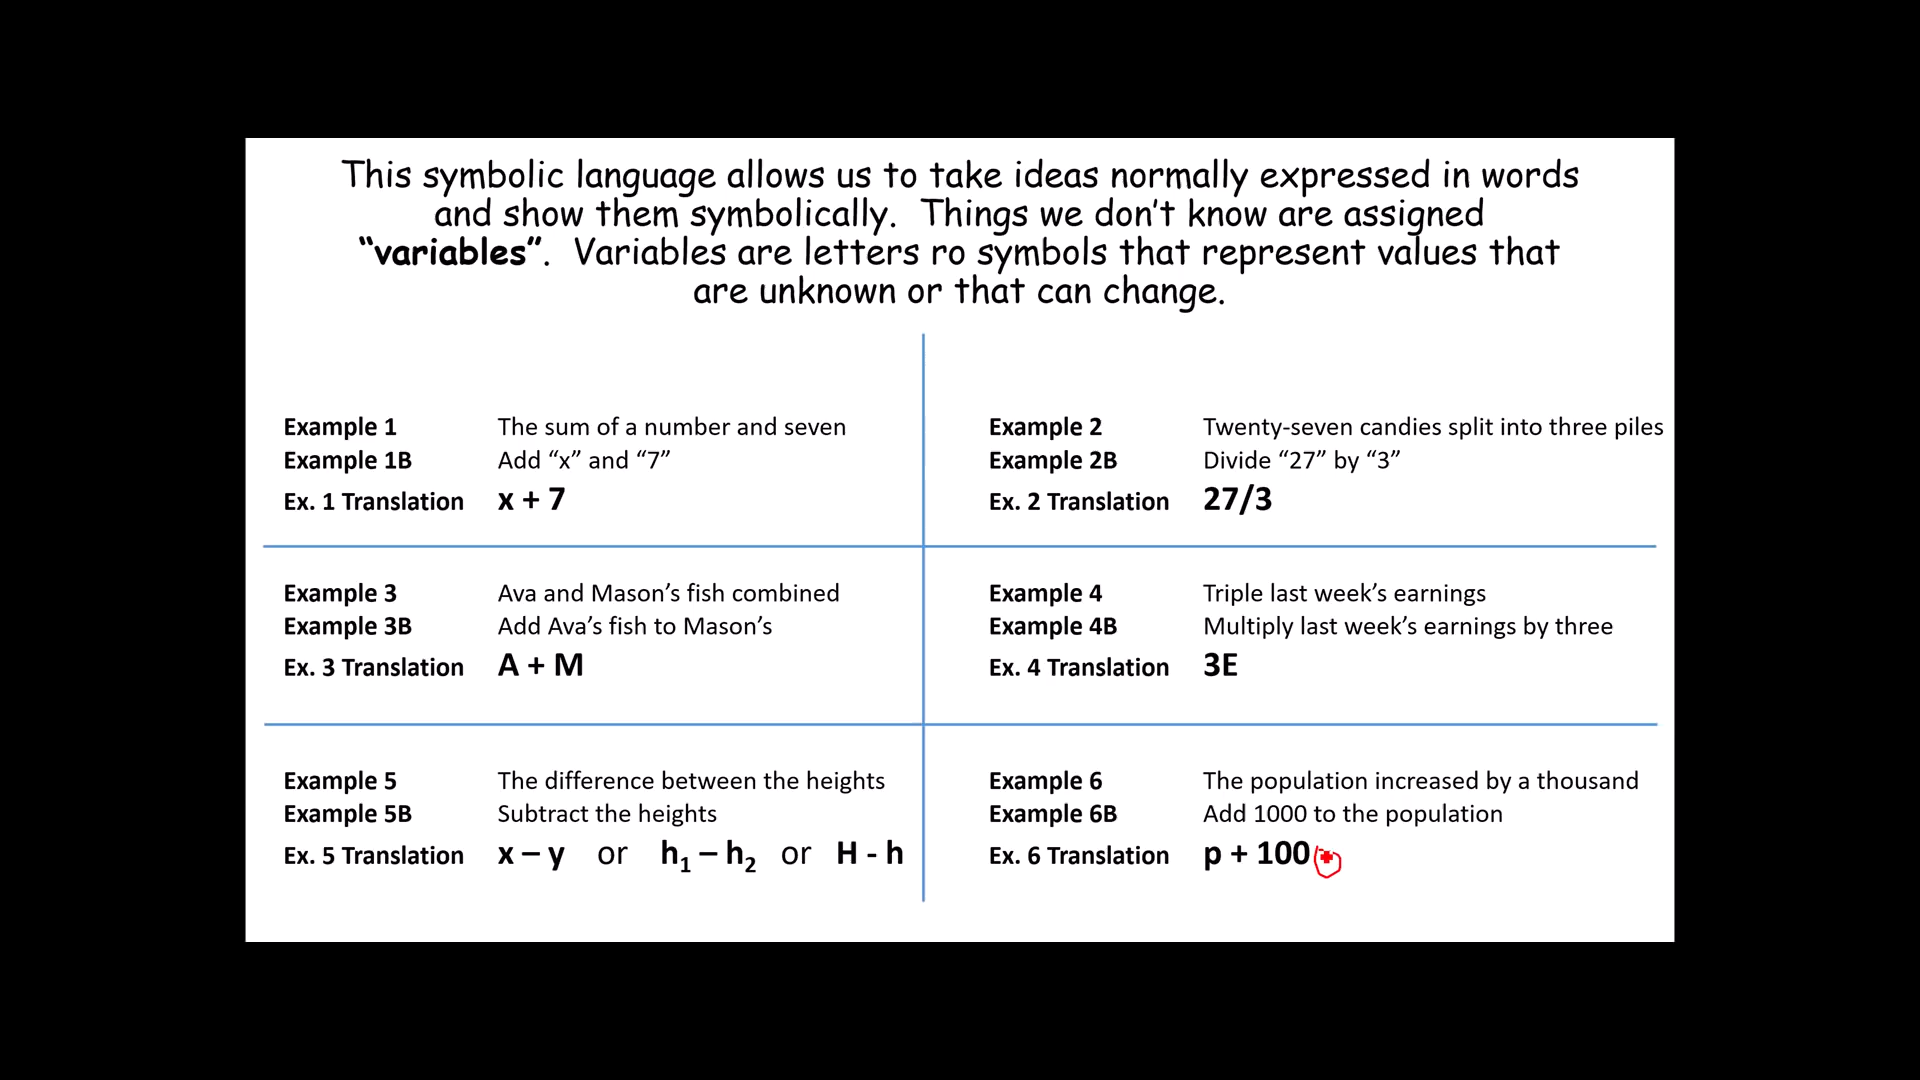 This symbolic language allows us to take ideas normally expressed in words
and show them symbolically. Things we don't know are assigned
“variables”. Variables are letters ro symbols that represent values that
are unknown or that can change.
Example 1 The sum of a number and seven
Example 1B Add “x” and “7”
Ex. 1 Translation x + 7
Example 2 Twenty-seven candies split into three piles
Example 2B Divide “27” by “3”
Ex. 2 Translation 27/3
Example 3 Ava and Mason’s fish combined
Example 3B Add Ava’s fish to Mason’s
Ex. 3 Translation A + M
Example 4 Triple last week’s earnings
Example 4B Multiply last week’s earnings by three
Ex. 4 Translation 3E
Example 5 The difference between the heights
Example 5B Subtract the heights
Ex. 5 Translation x – y or h₁ – h₂ or H - h
Example 6 The population increased by a thousand
Example 6B Add 1000 to the population
Ex. 6 Translation p + 1000